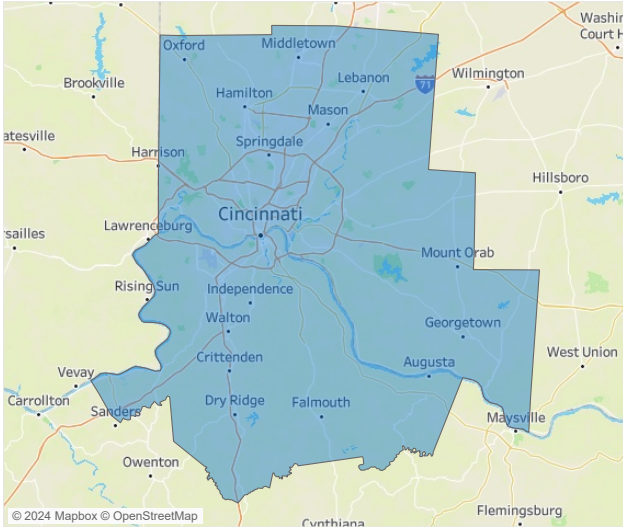 Washin
Court H
Oxford
Middletown
Brookville
Lebanon
Wilmington
71
Hamilton
Mason
atesville
Springdale
Harrison
Hillsboro
Cincinnati
Lawrenceburg
rsailles
Mount Orab
Rising Sun
Independence
Walton
Georgetown
Crittenden
West Union
Augusta
Vevay
Carrollton
Dry Ridge
Falmouth
Sanders
Maysville
Owenton
Flemingsburg
Cynthiana
© 2024 Mapbox © OpenStreetMap